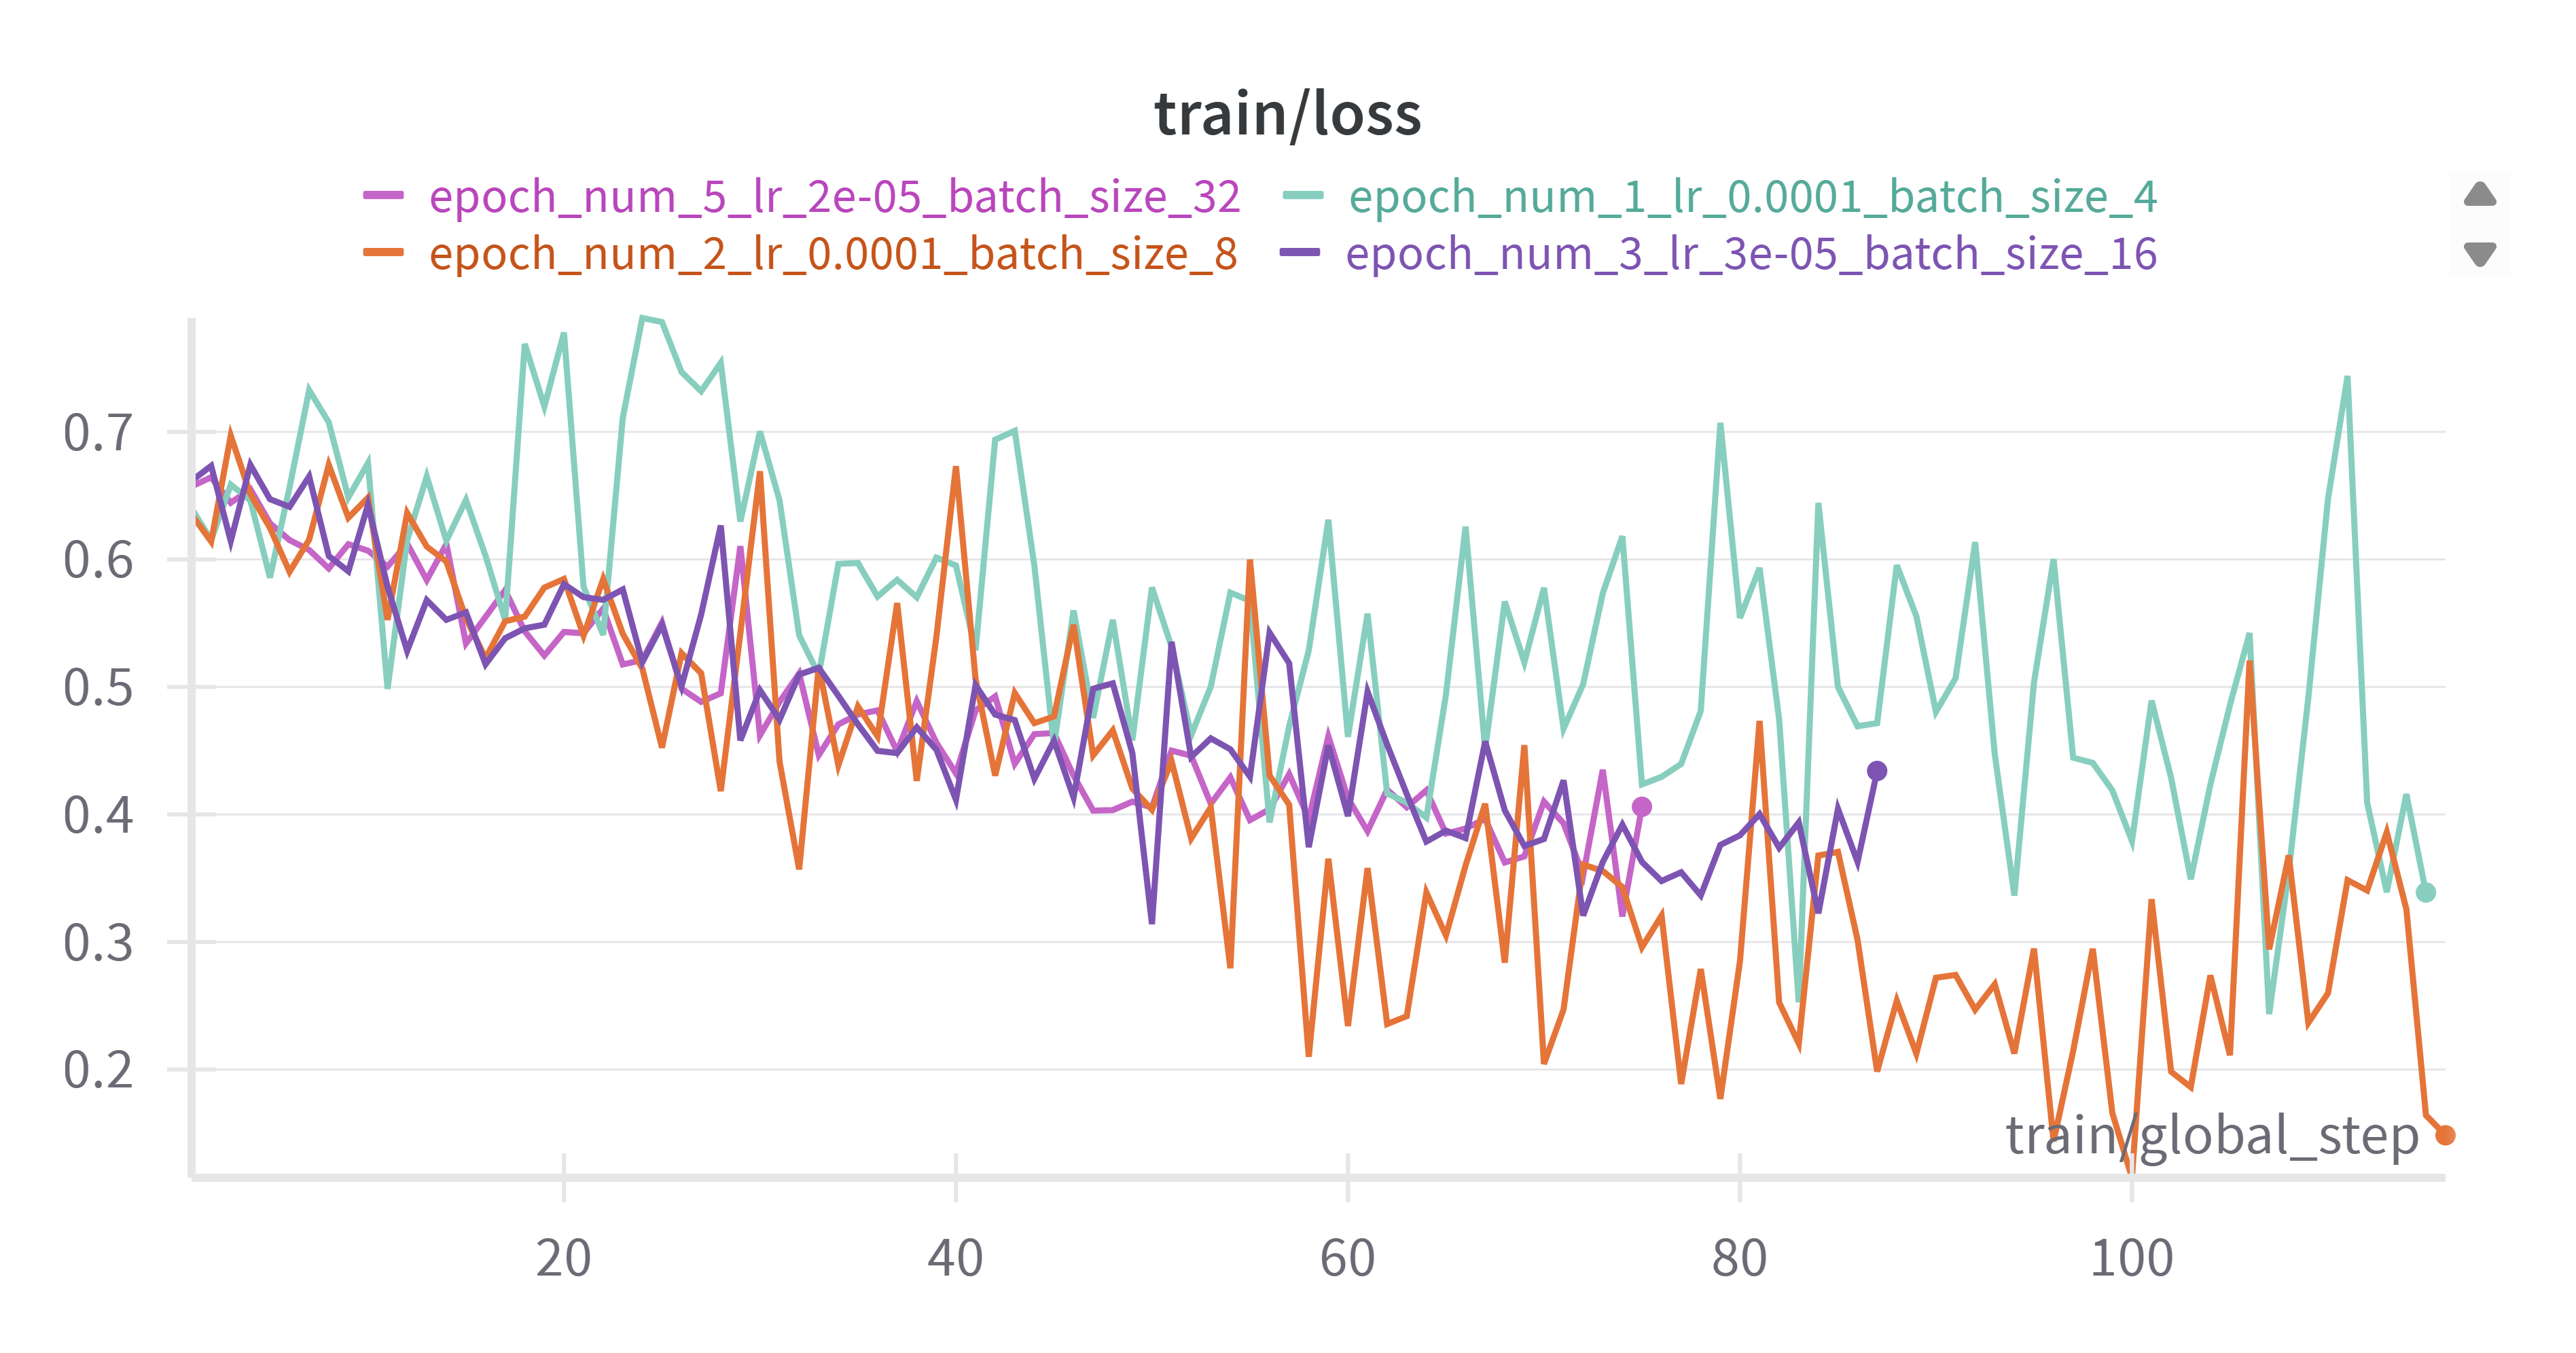 train/loss
epoch_num_5_lr_2e-05_batch_size_32 epoch_num_1_lr_0.0001_batch_size_4
epoch_num_2_lr_0.0001_batch_size_8 epoch_num_3_lr_3e-05_batch_size_16
0.7
0.6
0.5
0.4
0.3
0.2
train/global_step
20 40 60 80 100